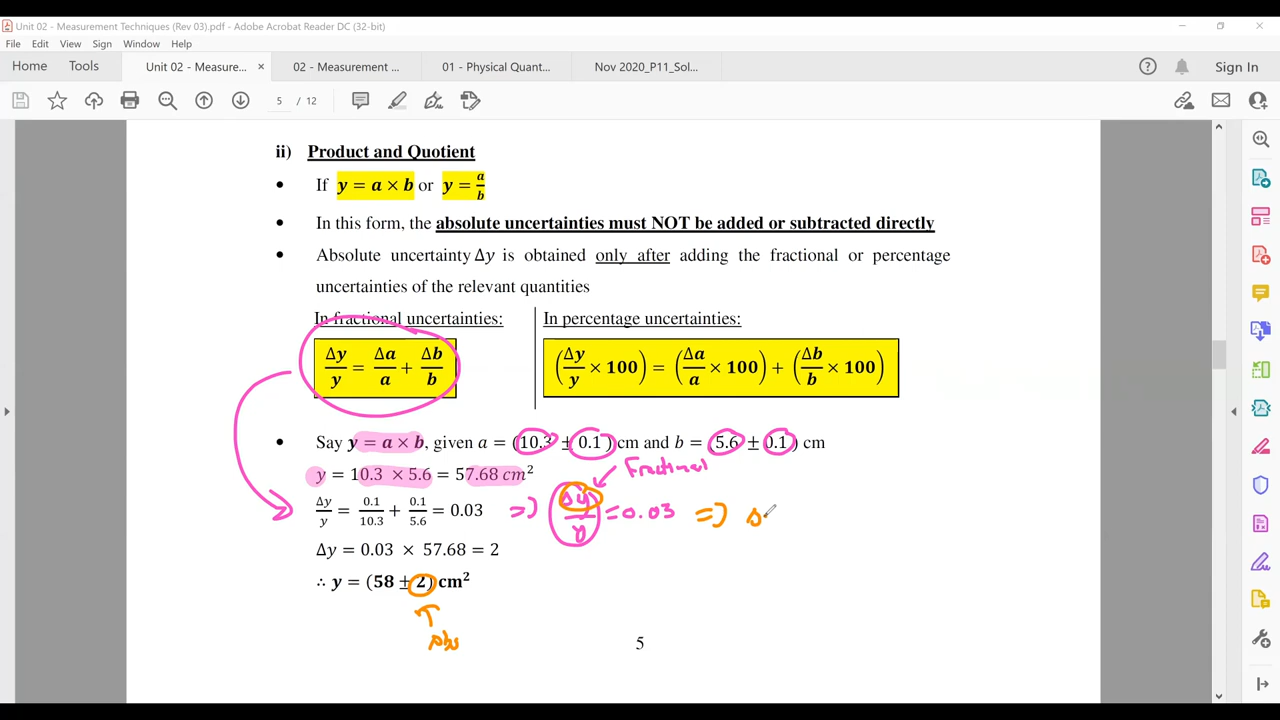 Unit 02 - Measurement Techniques (Rev 03).pdf - Adobe Acrobat Reader DC (32-bit)
File Edit View Sign Window Help
Home Tools Unit 02 - Measure... × 02 - Measurement ... 01 - Physical Quant... Nov 2020_P11_Sol... Sign In
5 / 12
ii) Product and Quotient
• If y = a × b or y = a/b
• In this form, the absolute uncertainties must NOT be added or subtracted directly
• Absolute uncertainty Δy is obtained only after adding the fractional or percentage
uncertainties of the relevant quantities
In fractional uncertainties: In percentage uncertainties:
Δy/y = Δa/a + Δb/b (Δy/y × 100) = (Δa/a × 100) + (Δb/b × 100)
• Say y = a × b, given a = (10.3 ± 0.1) cm and b = (5.6 ± 0.1) cm
y = 10.3 × 5.6 = 57.68 cm²
Fractional
Δy/y = 0.1/10.3 + 0.1/5.6 = 0.03 => Δy/y = 0.03 => Δ
Δy = 0.03 × 57.68 = 2
∴ y = (58 ± 2) cm²
Abs
5